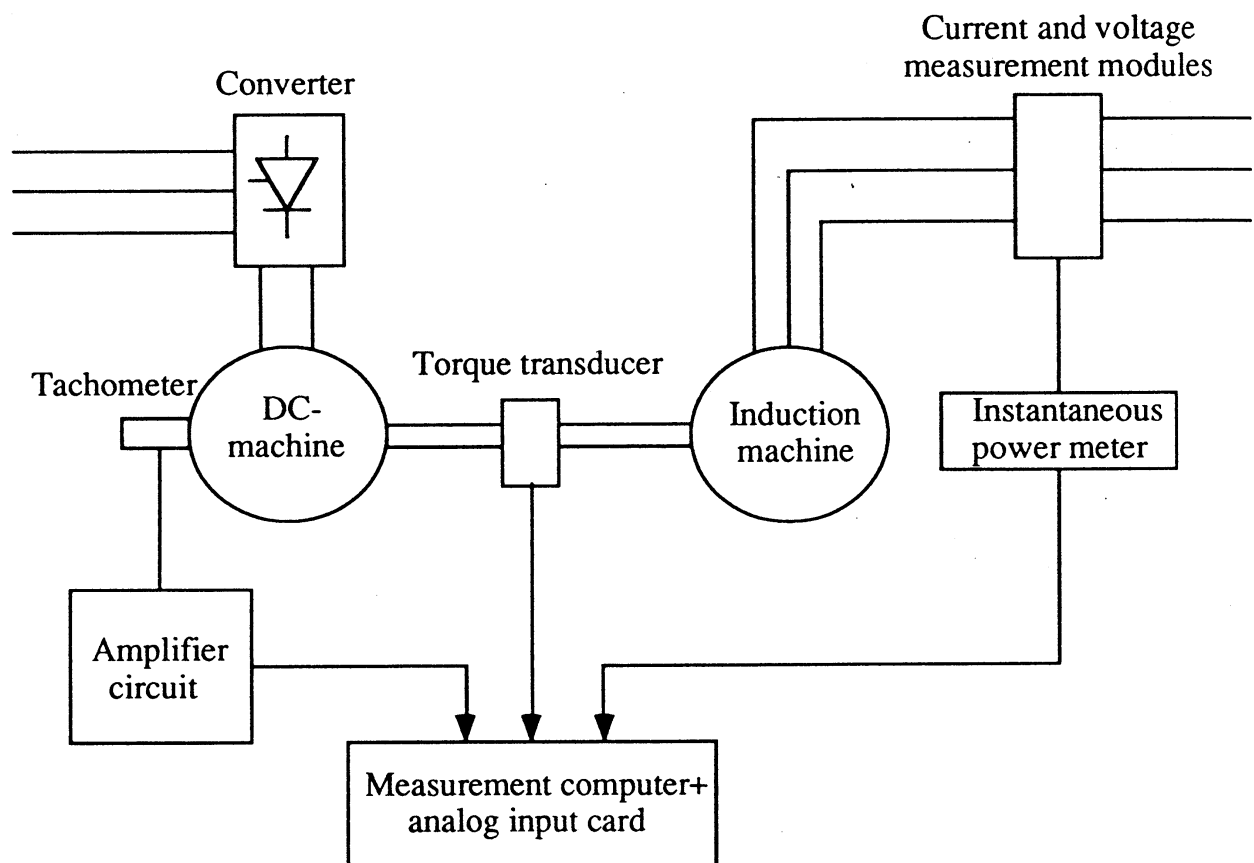 Current and voltage
measurement modules
Converter
Torque transducer
Tachometer
DC-
machine
Induction
machine
Instantaneous
power meter
Amplifier
circuit
Measurement computer+
analog input card